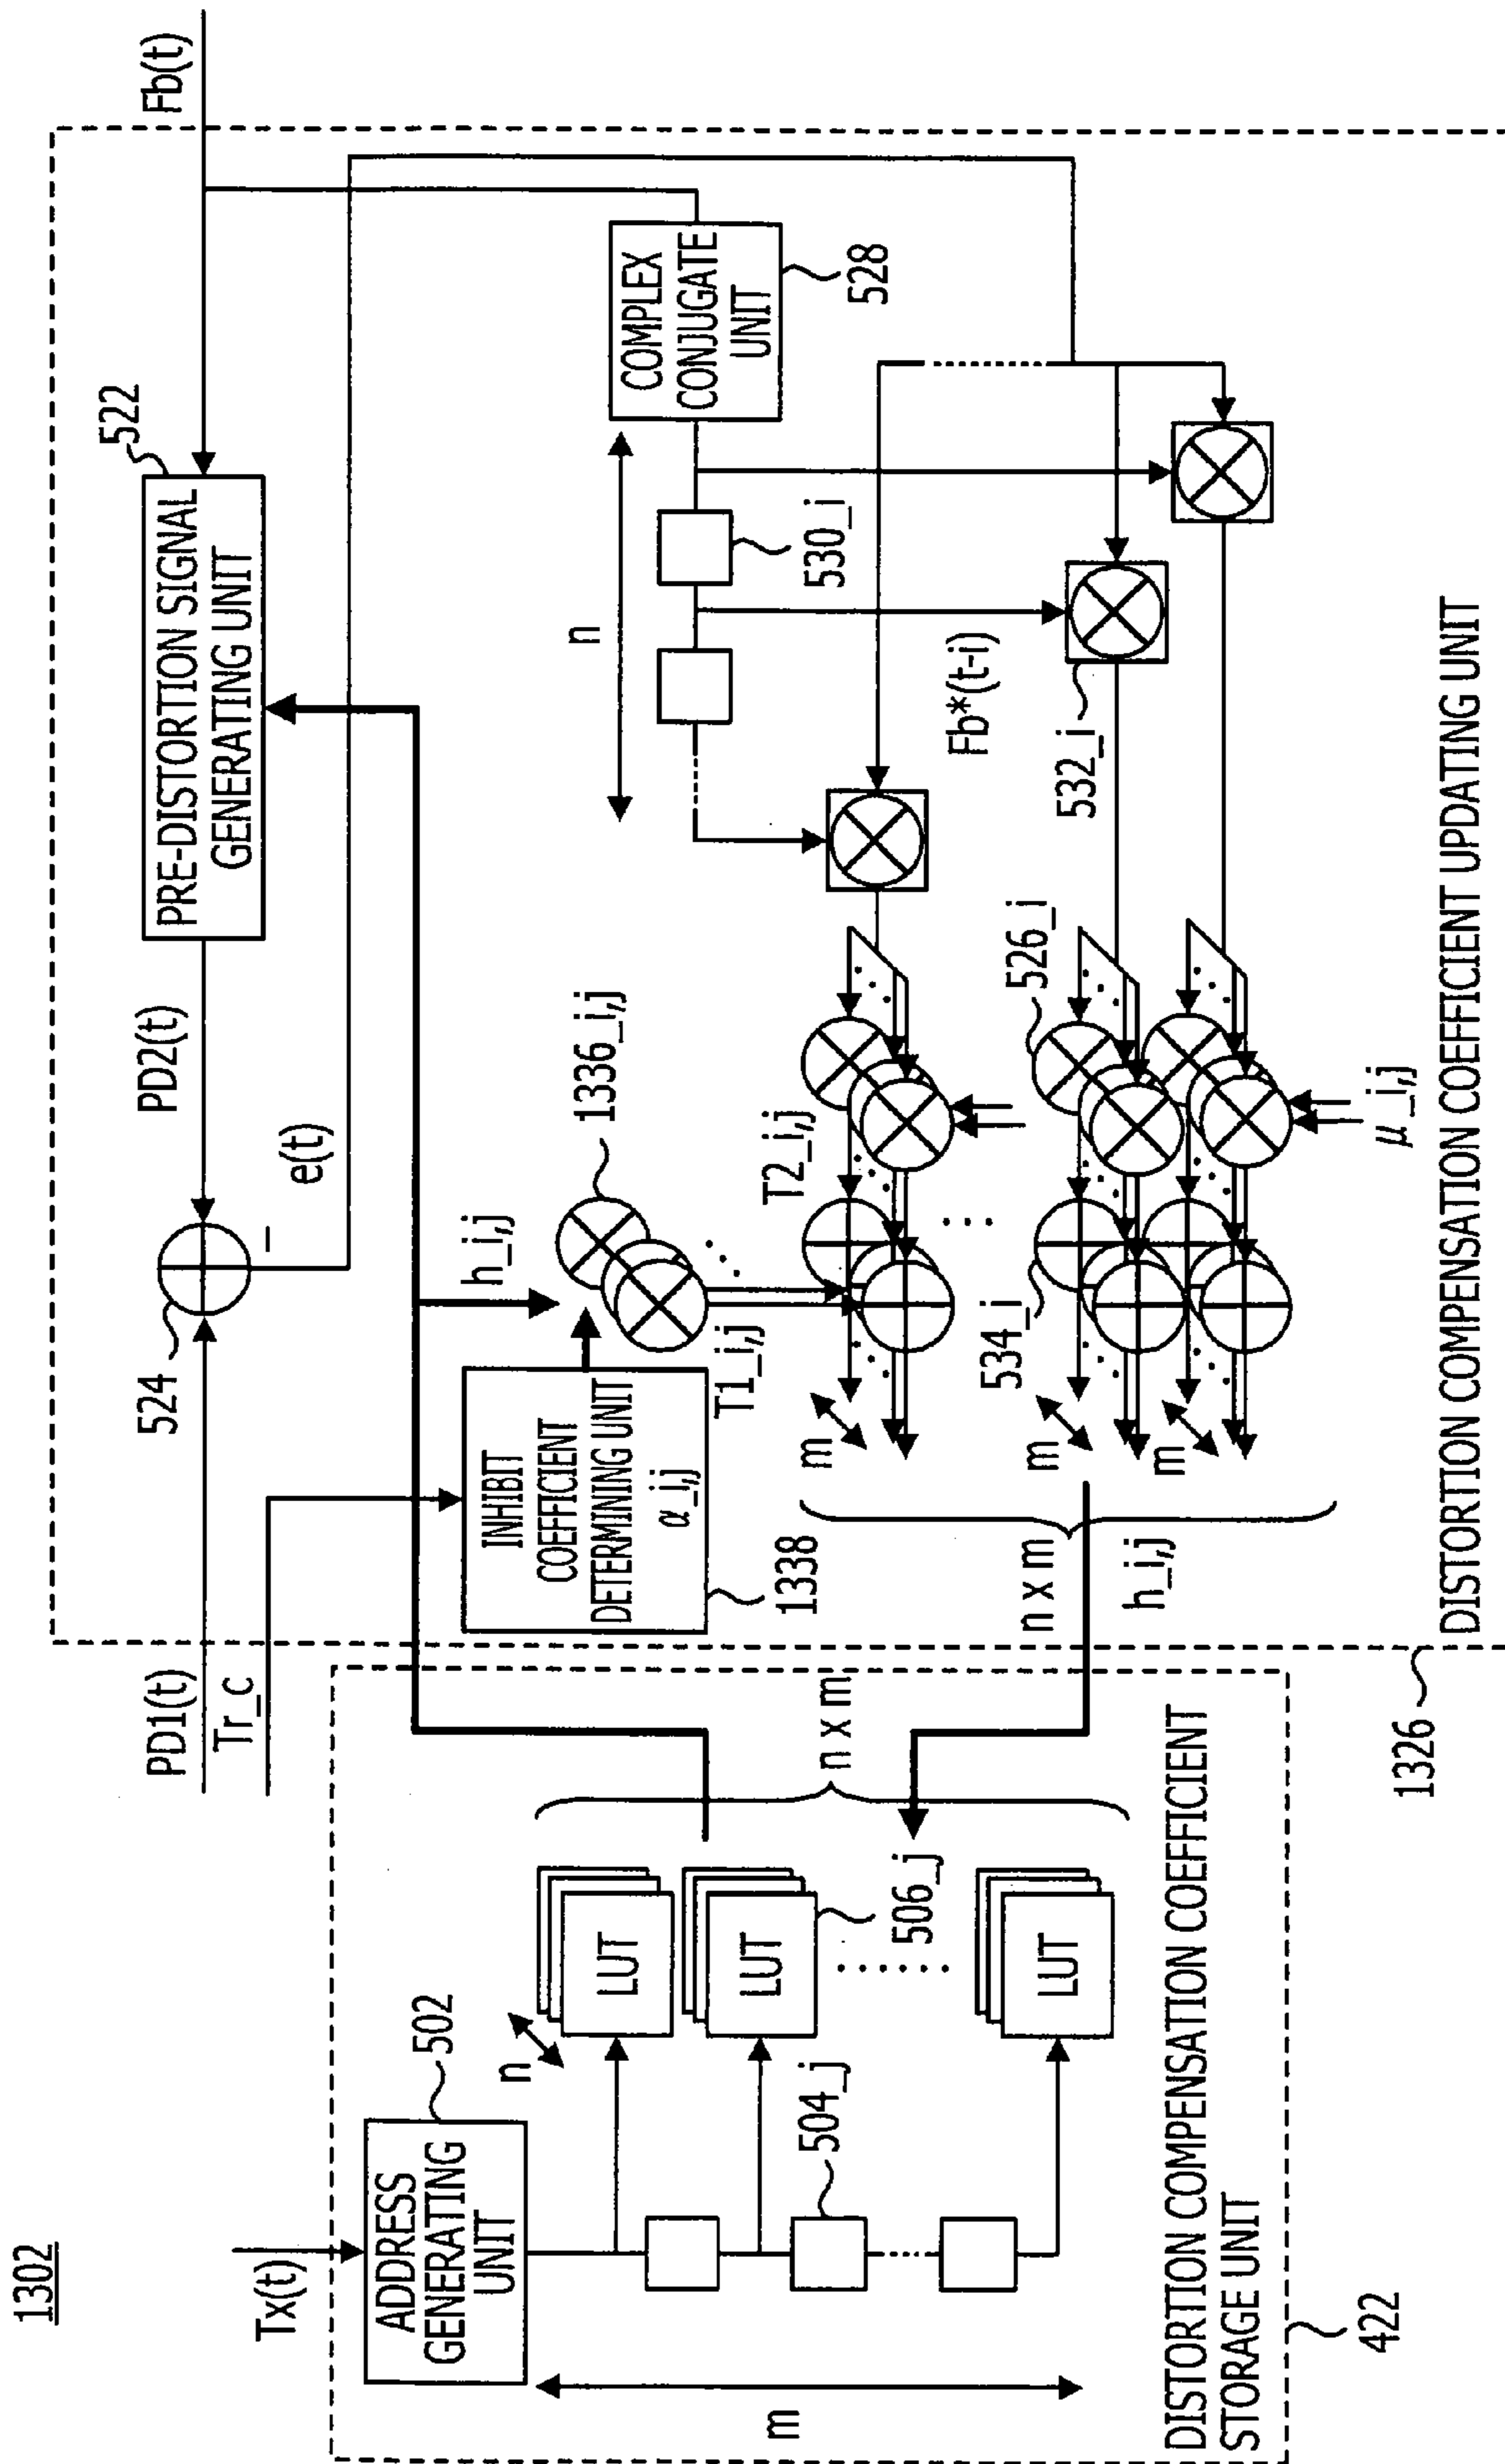 1302
Tx(t)
ADDRESS
GENERATING
UNIT
502
m
n
LUT
LUT
LUT
504_j
506_j
n x m
DISTORTION COMPENSATION COEFFICIENT
STORAGE UNIT
422
PD1(t)
Tr_c
524
PD2(t)
e(t)
PRE-DISTORTION SIGNAL
GENERATING UNIT
522
Fb(t)
INHIBIT
COEFFICIENT
DETERMINING UNIT
α_i,j
1338
h_i,j
1336_i,j
T1_i,j
T2_i,j
n
COMPLEX
CONJUGATE
UNIT
528
530_i
Fb*(t-i)
532_i
526_i
534_i
m
m
m
μ_i,j
n x m
h_i,j
1326
DISTORTION COMPENSATION COEFFICIENT UPDATING UNIT